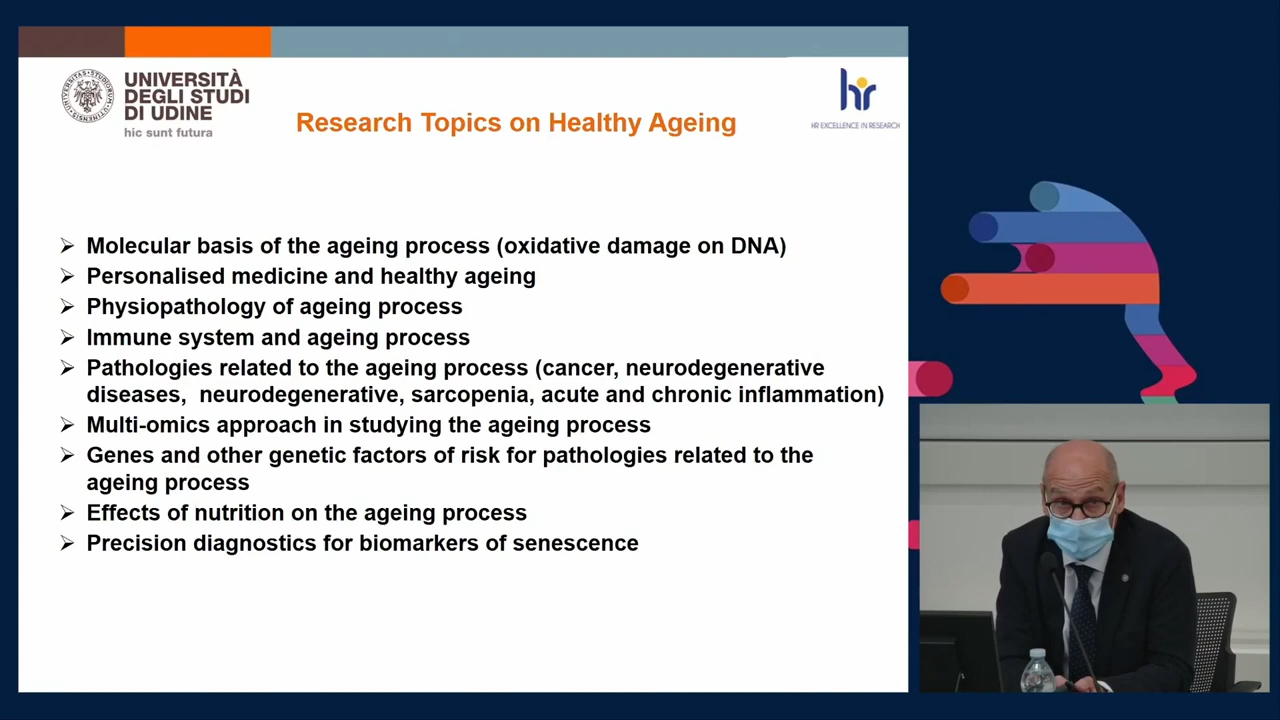 UNIVERSITÀ
DEGLI STUDI
DI UDINE
hic sunt futura
hr
HR EXCELLENCE IN RESEARCH
Research Topics on Healthy Ageing
Molecular basis of the ageing process (oxidative damage on DNA)
Personalised medicine and healthy ageing
Physiopathology of ageing process
Immune system and ageing process
Pathologies related to the ageing process (cancer, neurodegenerative
diseases, neurodegenerative, sarcopenia, acute and chronic inflammation)
Multi-omics approach in studying the ageing process
Genes and other genetic factors of risk for pathologies related to the
ageing process
Effects of nutrition on the ageing process
Precision diagnostics for biomarkers of senescence